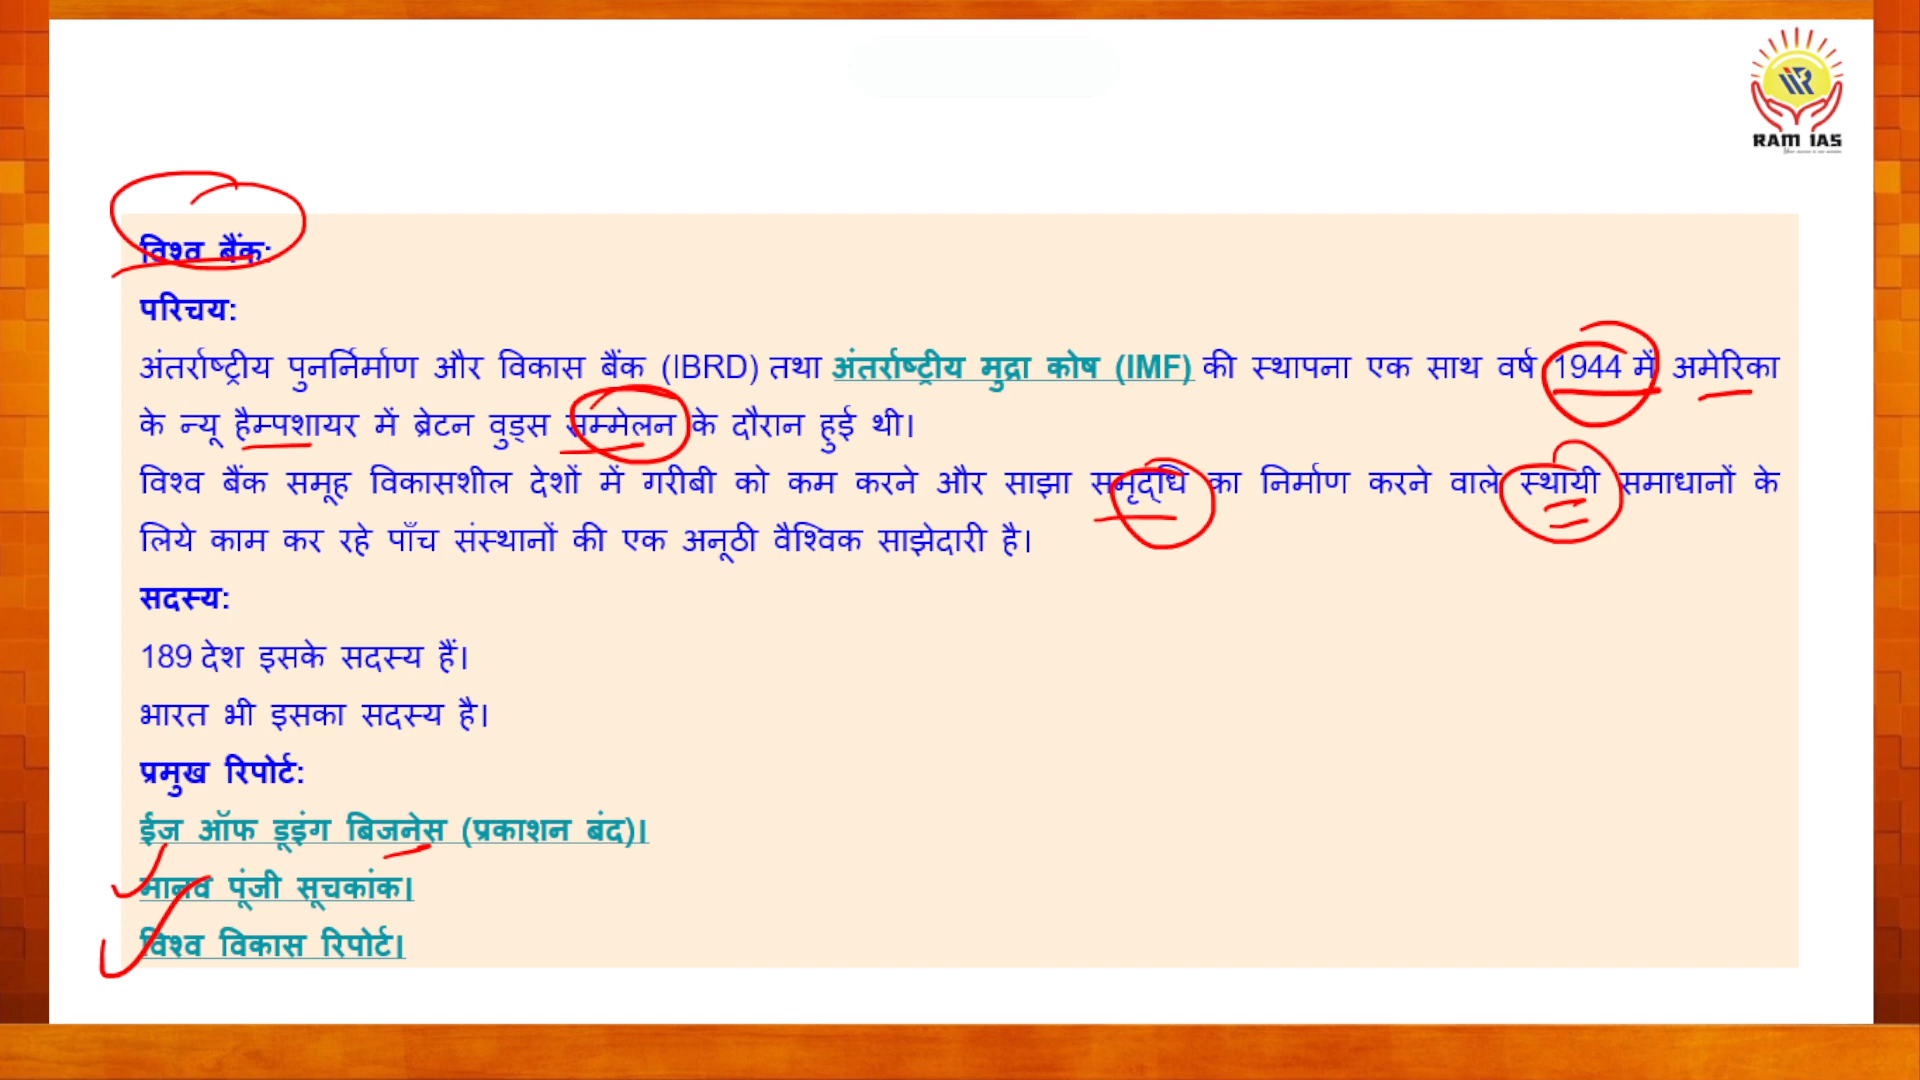 RAM IAS
विश्व बैंक:
परिचय:
अंतर्राष्ट्रीय पुनर्निर्माण और विकास बैंक (IBRD) तथा अंतर्राष्ट्रीय मुद्रा कोष (IMF) की स्थापना एक साथ वर्ष 1944 में अमेरिका
के न्यू हैम्पशायर में ब्रेटन वुड्स सम्मेलन के दौरान हुई थी।
विश्व बैंक समूह विकासशील देशों में गरीबी को कम करने और साझा समृद्धि का निर्माण करने वाले स्थायी समाधानों के
लिये काम कर रहे पाँच संस्थानों की एक अनूठी वैश्विक साझेदारी है।
सदस्य:
189 देश इसके सदस्य हैं।
भारत भी इसका सदस्य है।
प्रमुख रिपोर्ट:
ईज ऑफ डूइंग बिजनेस (प्रकाशन बंद)।
मानव पूंजी सूचकांक।
विश्व विकास रिपोर्ट।